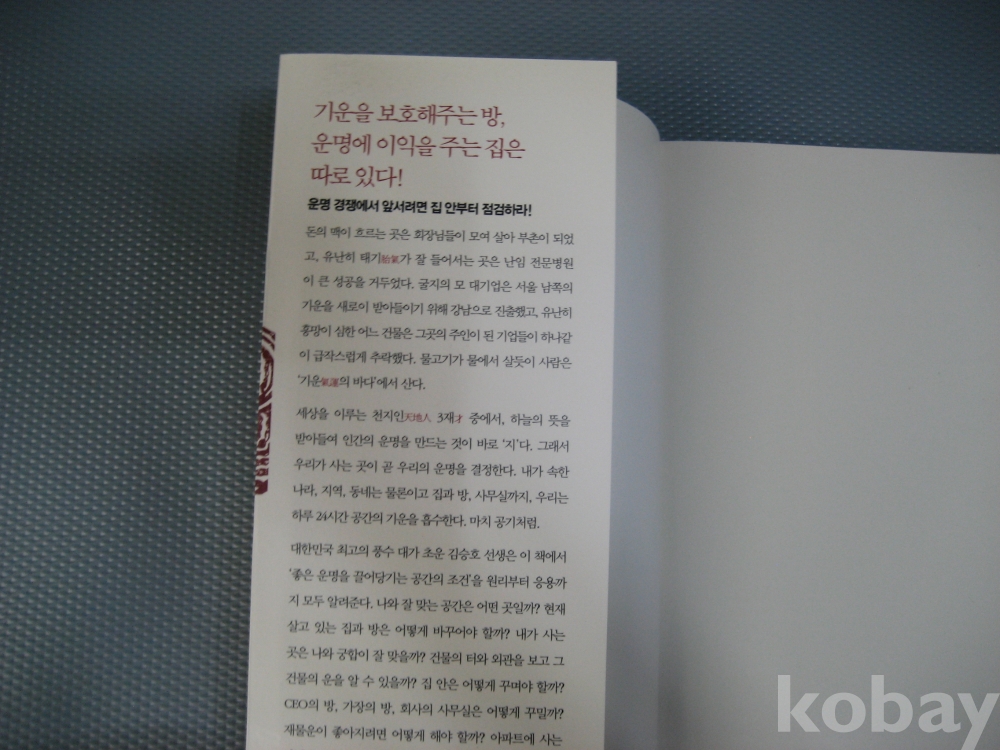 기운을 보호해주는 방,
운명에 이익을 주는 집은
따로 있다!
운명 경쟁에서 앞서려면 집 안부터 점검하라!
돈의 맥이 흐르는 곳은 회장님들이 모여 살아 부촌이 되었
고, 유난히 태기胎氣가 잘 들어서는 곳은 난임 전문병원
이 큰 성공을 거두었다. 굴지의 모 대기업은 서울 남쪽의
기운을 새로이 받아들이기 위해 강남으로 진출했고, 유난히
흉광이 심한 어느 건물은 그곳의 주인이 된 기업들이 하나같
이 급작스럽게 추락했다. 물고기가 물에서 살듯이 사람은
‘기운氣運의 바다’에서 산다.
세상을 이루는 천지인天地人 3재才 중에서, 하늘의 뜻을
받아들여 인간의 운명을 만드는 것이 바로 ‘지’다. 그래서
우리가 사는 곳이 곧 우리의 운명을 결정한다. 내가 속한
나라, 지역, 동네는 물론이고 집과 방, 사무실까지, 우리는
하루 24시간 공간의 기운을 흡수한다. 마치 공기처럼.
대한민국 최고의 풍수 대가 초운 김승호 선생은 이 책에서
‘좋은 운명을 끌어당기는 공간의 조건’을 원리부터 응용까
지 모두 알려준다. 나와 잘 맞는 공간은 어떤 곳일까? 현재
살고 있는 집과 방은 어떻게 바꾸어야 할까? 내가 사는
곳은 나와 궁합이 잘 맞을까? 건물의 터와 외관을 보고 그
건물의 운을 알 수 있을까? 집 안은 어떻게 꾸며야 할까?
CEO의 방, 가장의 방, 회사의 사무실은 어떻게 꾸밀까?
재물운이 좋아지려면 어떻게 해야 할까? 아파트에 사는
kobay